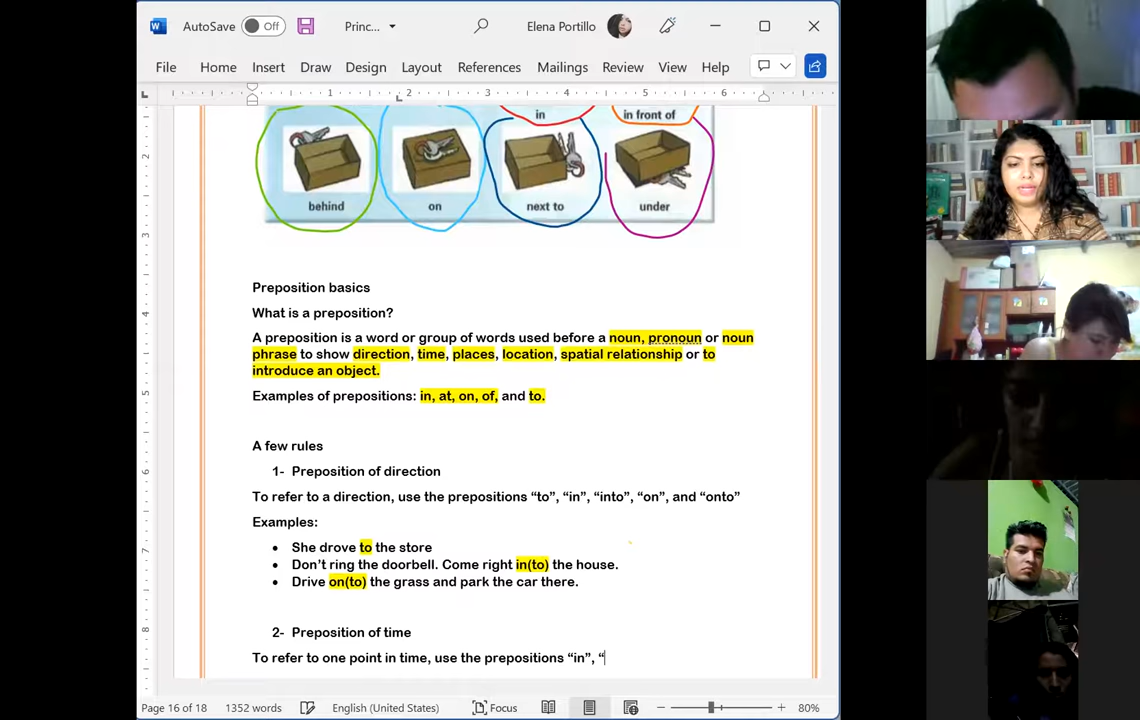 AutoSave Off Princ... Elena Portillo
File Home Insert Draw Design Layout References Mailings Review View Help
1 2 3 4 5 6
in in front of
behind on next to under
Preposition basics
What is a preposition?
A preposition is a word or group of words used before a noun, pronoun or noun
phrase to show direction, time, places, location, spatial relationship or to
introduce an object.
Examples of prepositions: in, at, on, of, and to.
A few rules
1- Preposition of direction
To refer to a direction, use the prepositions “to”, “in”, “into”, “on”, and “onto”
Examples:
• She drove to the store
• Don’t ring the doorbell. Come right in(to) the house.
• Drive on(to) the grass and park the car there.
2- Preposition of time
To refer to one point in time, use the prepositions “in”, “
Page 16 of 18 1352 words English (United States) Focus 80%